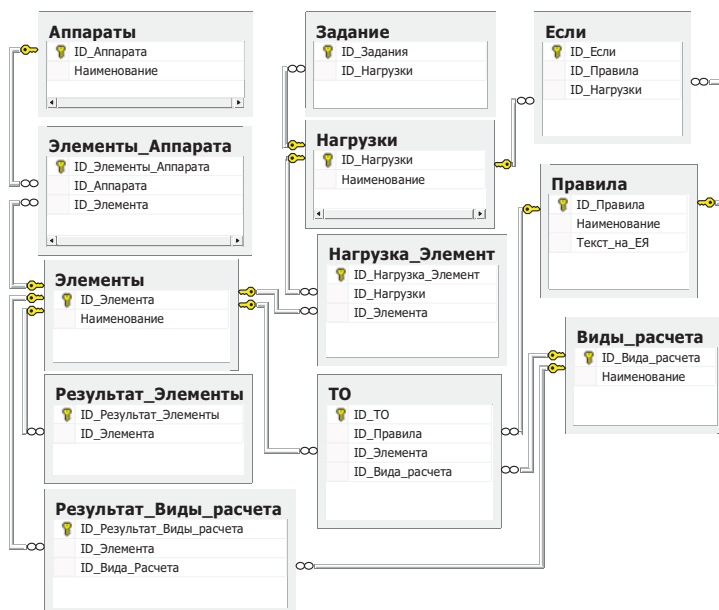 Аппараты
ID_Аппарата
Наименование
Элементы_Аппарата
ID_Элементы_Аппарата
ID_Аппарата
ID_Элемента
Элементы
ID_Элемента
Наименование
Результат_Элементы
ID_Результат_Элементы
ID_Элемента
Результат_Виды_расчета
ID_Результат_Виды_расчета
ID_Элемента
ID_Вида_Расчета
Задание
ID_Задания
ID_Нагрузки
Нагрузки
ID_Нагрузки
Наименование
Нагрузка_Элемент
ID_Нагрузка_Элемент
ID_Нагрузки
ID_Элемента
ТО
ID_ТО
ID_Правила
ID_Элемента
ID_Вида_расчета
Если
ID_Если
ID_Правила
ID_Нагрузки
Правила
ID_Правила
Наименование
Текст_на_ЕЯ
Виды_расчета
ID_Вида_расчета
Наименование